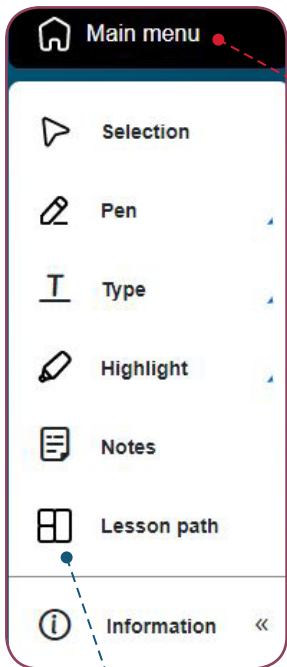 Main menu
Selection
Pen
Type
Highlight
Notes
Lesson path
Information «